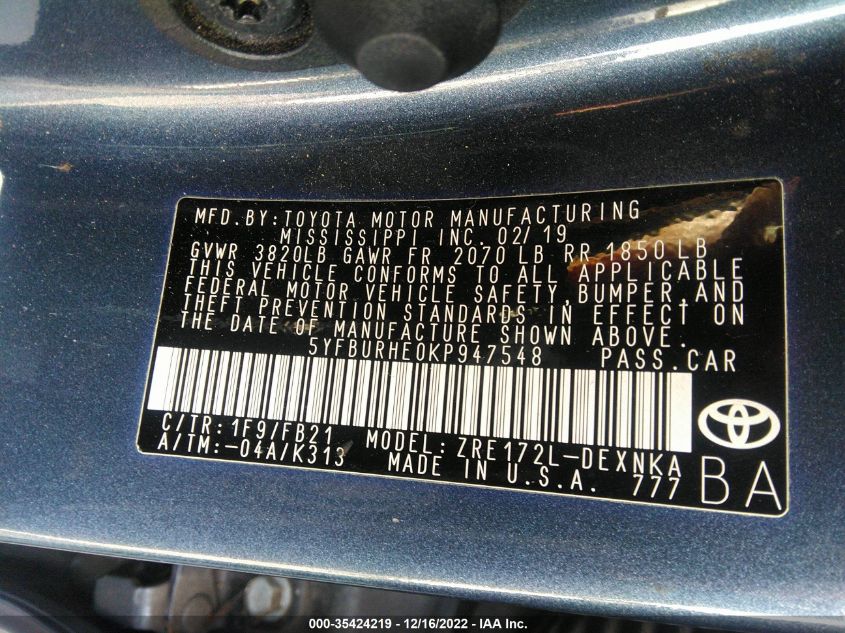 MFD. BY: TOYOTA MOTOR MANUFACTURING
MISSISSIPPI INC. 02/19
GVWR 3820LB GAWR FR 2070 LB RR 1850 LB
THIS VEHICLE CONFORMS TO ALL APPLICABLE
FEDERAL MOTOR VEHICLE SAFETY, BUMPER, AND
THEFT PREVENTION STANDARDS IN EFFECT ON
THE DATE OF MANUFACTURE SHOWN ABOVE.
5YFBURHE0KP947548 PASS. CAR
C/TR: 1F9/FB21 MODEL: ZRE172L-DEXNKA
A/TM: -04A/K313 MADE IN U.S.A. 777
BA
000-35424219 - 12/16/2022 - IAA Inc.